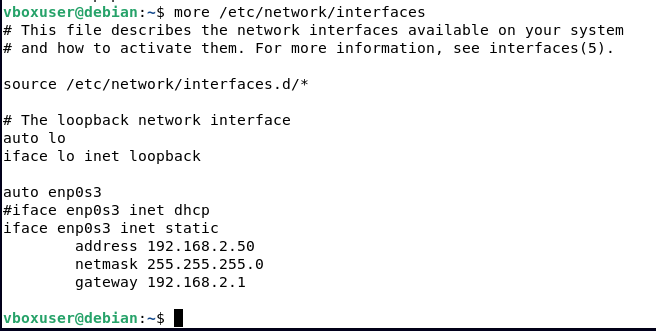 vboxuser@debian:~$ more /etc/network/interfaces
# This file describes the network interfaces available on your system
# and how to activate them. For more information, see interfaces(5).
source /etc/network/interfaces.d/*
# The loopback network interface
auto lo
iface lo inet loopback
auto enp0s3
#iface enp0s3 inet dhcp
iface enp0s3 inet static
        address 192.168.2.50
        netmask 255.255.255.0
        gateway 192.168.2.1
vboxuser@debian:~$